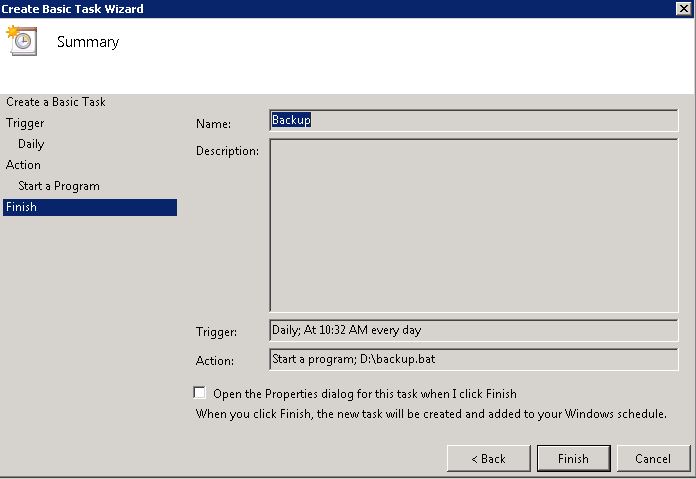 Create Basic Task Wizard
Summary
Create a Basic Task
Trigger
Daily
Action
Start a Program
Finish
Name: Backup
Description:
Trigger: Daily; At 10:32 AM every day
Action: Start a program; D:\backup.bat
Open the Properties dialog for this task when I click Finish
When you click Finish, the new task will be created and added to your Windows schedule.
< Back Finish Cancel